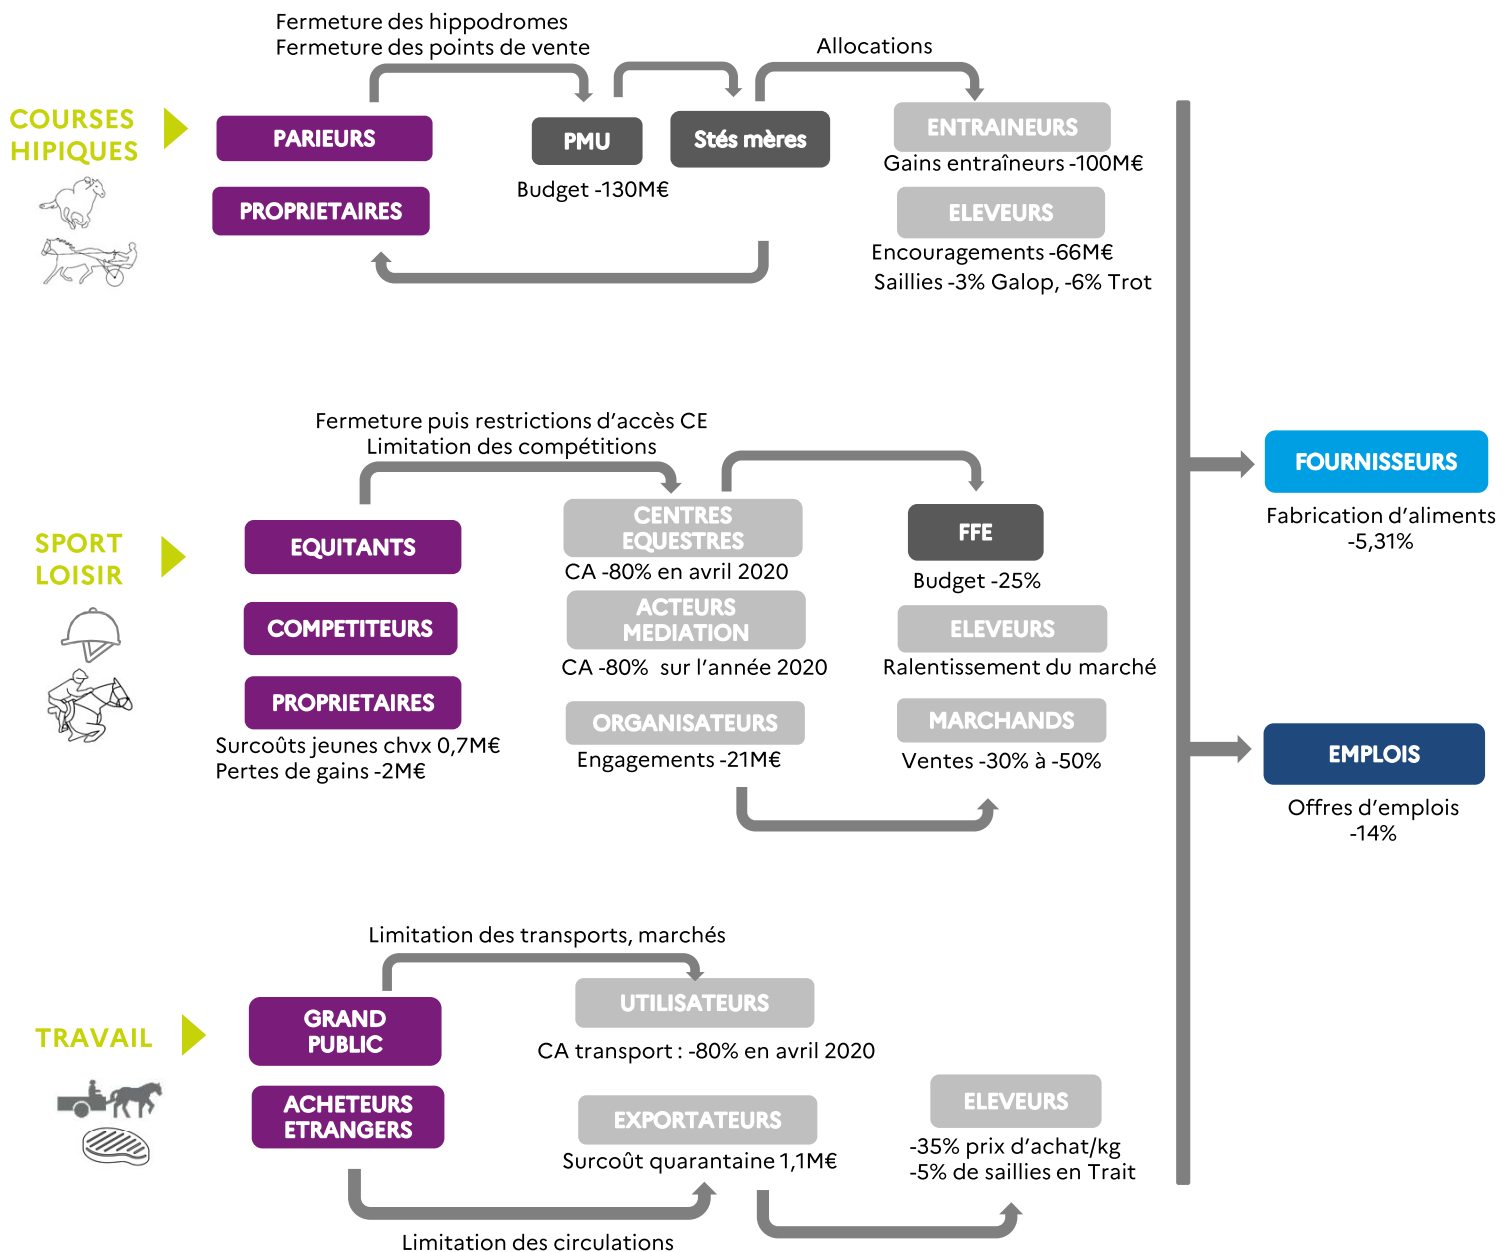 Fermeture des hippodromes
Fermeture des points de vente
Allocations
COURSES
HIPIQUES
PARIEURS
PMU
Stés mères
ENTRAINEURS
Gains entraîneurs -100M€
Budget -130M€
PROPRIETAIRES
ELEVEURS
Encouragements -66M€
Saillies -3% Galop, -6% Trot
Fermeture puis restrictions d'accès CE
Limitation des compétitions
SPORT
LOISIR
EQUITANTS
CENTRES
EQUESTRES
CA -80% en avril 2020
FFE
Budget -25%
COMPETITEURS
ACTEURS
MEDIATION
CA -80%  sur l'année 2020
ELEVEURS
Ralentissement du marché
PROPRIETAIRES
Surcoûts jeunes chvx 0,7M€
Pertes de gains -2M€
ORGANISATEURS
Engagements -21M€
MARCHANDS
Ventes -30% à -50%
FOURNISSEURS
Fabrication d'aliments
-5,31%
EMPLOIS
Offres d'emplois
-14%
Limitation des transports, marchés
TRAVAIL
GRAND
PUBLIC
UTILISATEURS
CA transport : -80% en avril 2020
ACHETEURS
ETRANGERS
EXPORTATEURS
Surcoût quarantaine 1,1M€
ELEVEURS
-35% prix d'achat/kg
-5% de saillies en Trait
Limitation des circulations